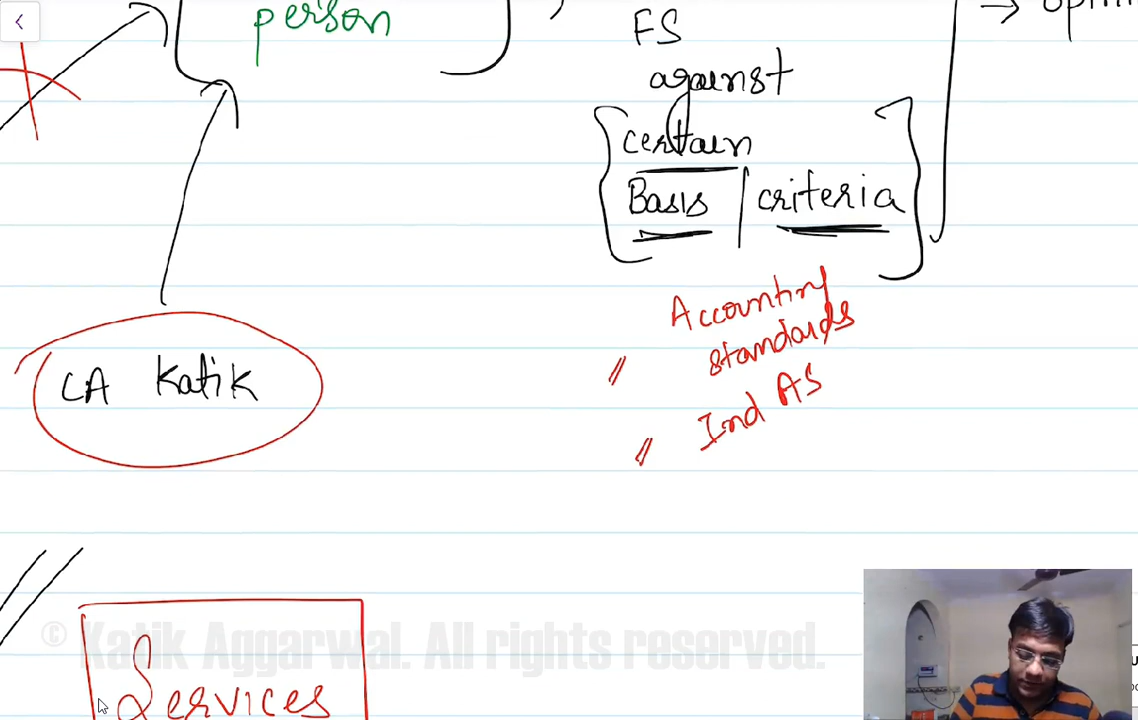 person
FS
against
certain
Basis | criteria
Accounting
standards
Ind AS
CA Katik
© Katik Aggarwal. All rights reserved.
Services